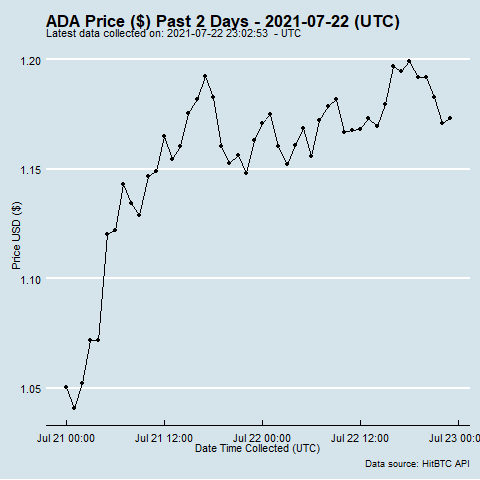 ADA Price ($) Past 2 Days - 2021-07-22 (UTC)
Latest data collected on: 2021-07-22 23:02:53 - UTC
1.20
1.15
1.10
1.05
Price USD ($)
Jul 21 00:00 Jul 21 12:00 Jul 22 00:00 Jul 22 12:00 Jul 23 00:00
Date Time Collected (UTC)
Data source: HitBTC API